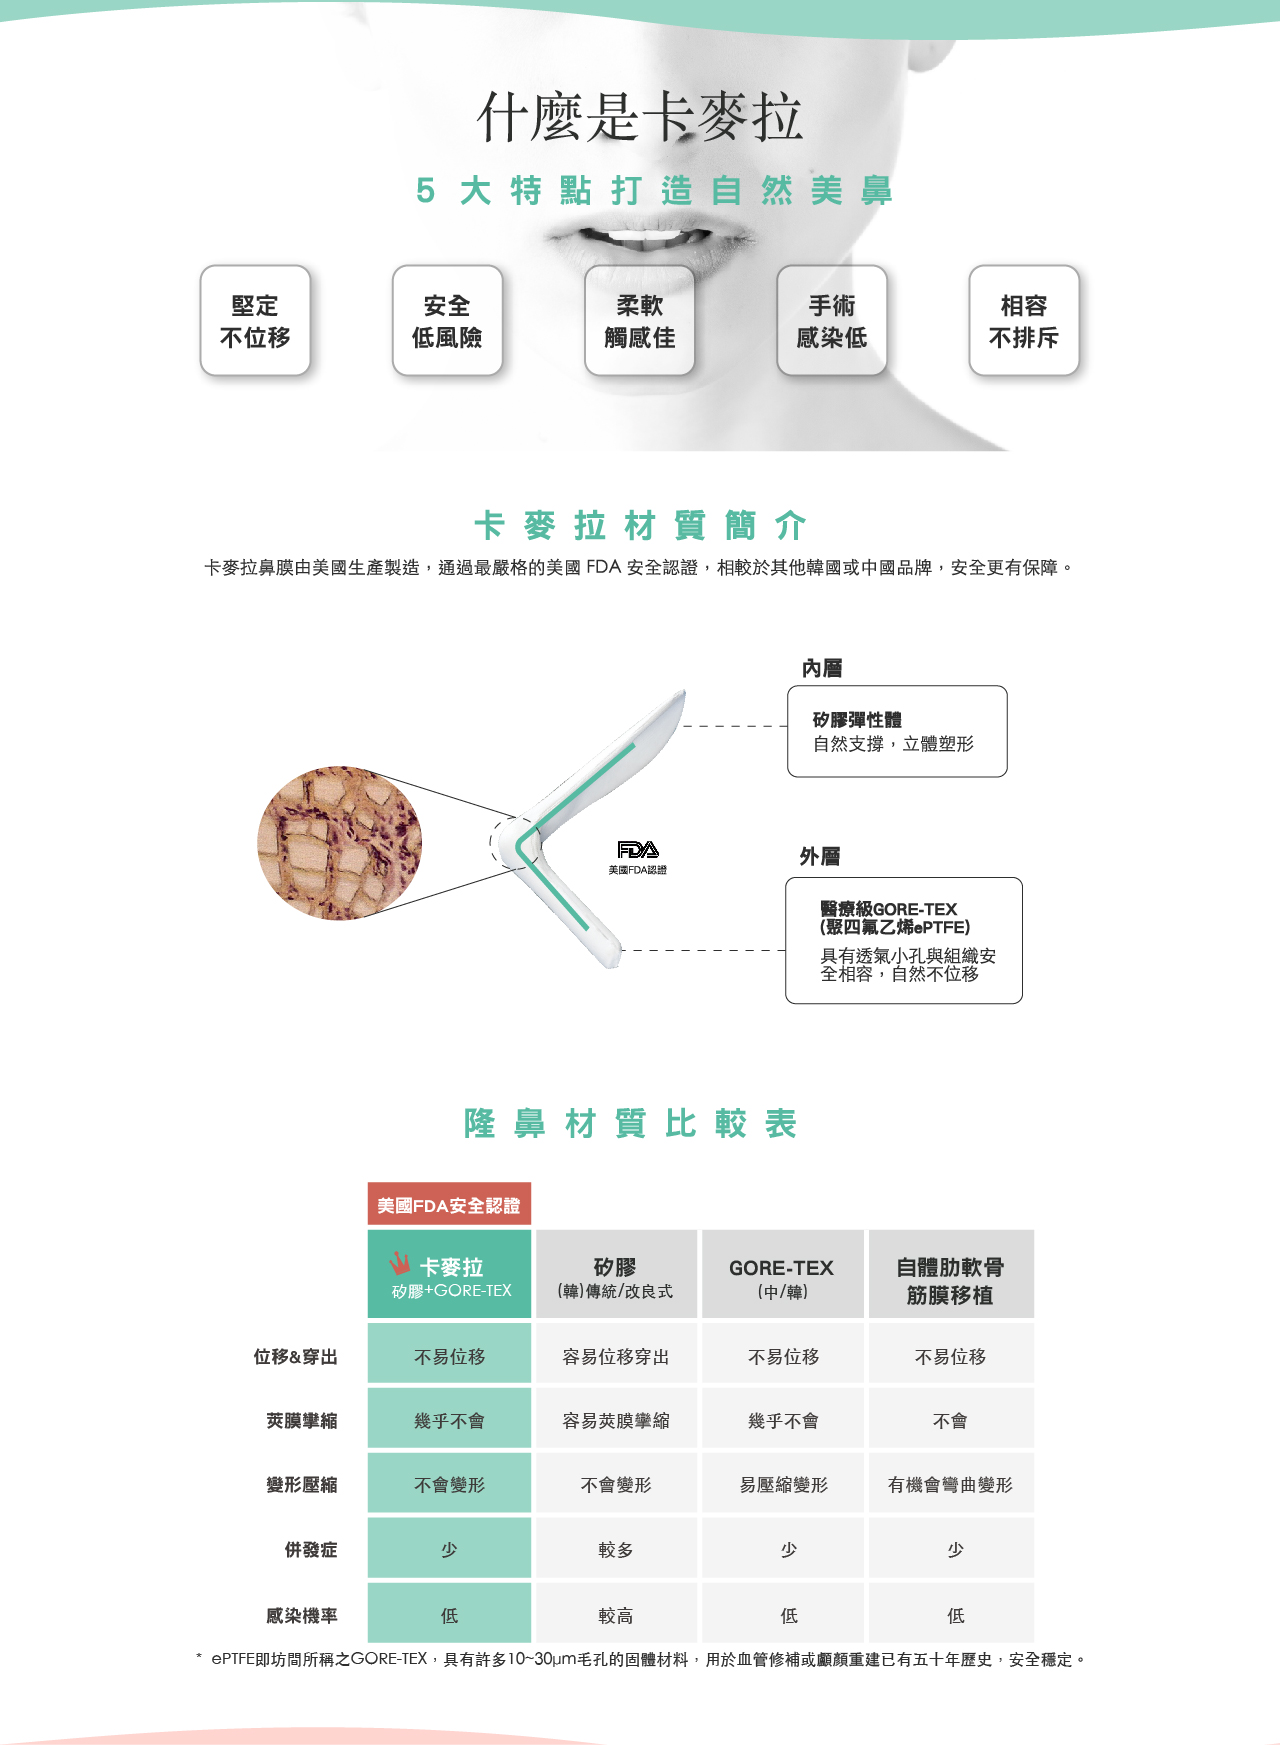 什麼是卡麥拉
5 大特點打造自然美鼻
堅定
不位移
安全
低風險
柔軟
觸感佳
手術
感染低
相容
不排斥
卡麥拉材質簡介
卡麥拉鼻膜由美國生產製造，通過最嚴格的美國 FDA 安全認證，相較於其他韓國或中國品牌，安全更有保障。
內層
矽膠彈性體
自然支撐，立體塑形
FDA
美國FDA認證
外層
醫療級GORE-TEX
(聚四氟乙烯ePTFE)
具有透氣小孔與組織安
全相容，自然不位移
隆鼻材質比較表
美國FDA安全認證
卡麥拉
矽膠+GORE-TEX
矽膠
(韓)傳統/改良式
GORE-TEX
(中/韓)
自體肋軟骨
筋膜移植
位移&穿出 不易位移 容易位移穿出 不易位移 不易位移
莢膜攣縮 幾乎不會 容易莢膜攣縮 幾乎不會 不會
變形壓縮 不會變形 不會變形 易壓縮變形 有機會彎曲變形
併發症 少 較多 少 少
感染機率 低 較高 低 低
* ePTFE即坊間所稱之GORE-TEX，具有許多10~30μm毛孔的固體材料，用於血管修補或顱顏重建已有五十年歷史，安全穩定。